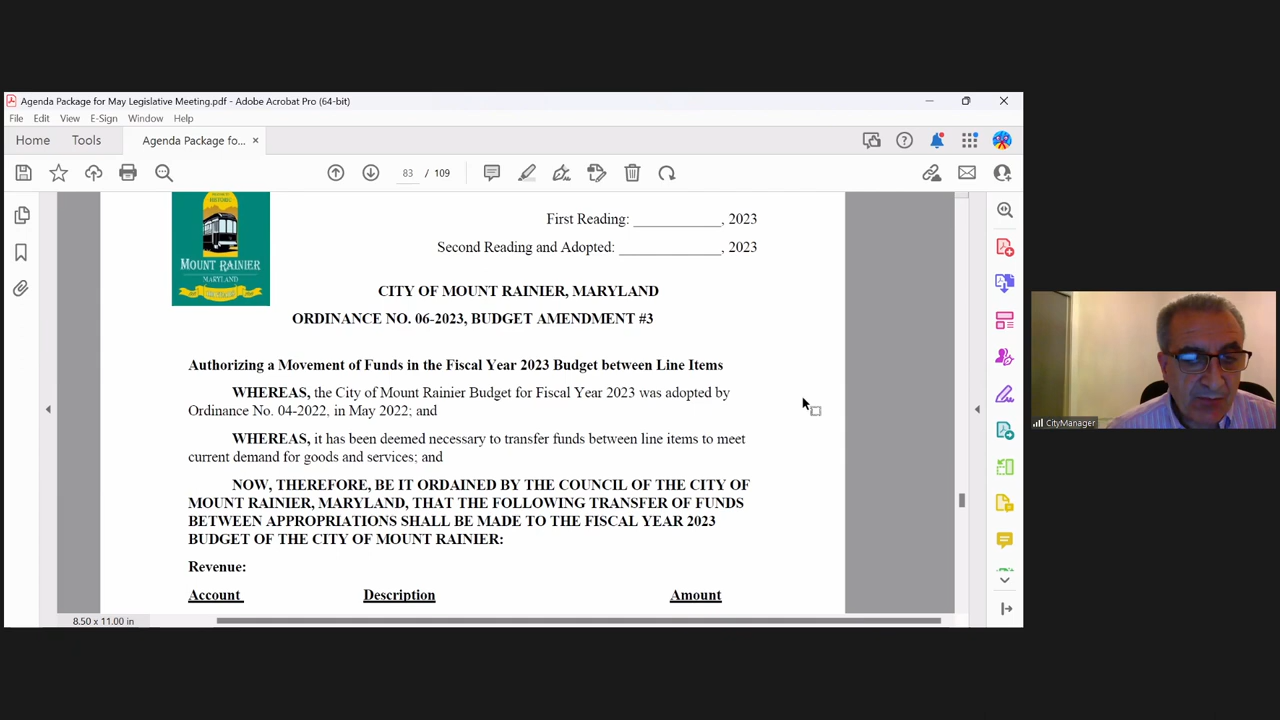 Agenda Package for May Legislative Meeting.pdf - Adobe Acrobat Pro (64-bit)
File Edit View E-Sign Window Help
Home Tools Agenda Package fo... ×
83 / 109
First Reading: ____________, 2023
Second Reading and Adopted: _____________, 2023
MOUNT RAINIER
MARYLAND
CITY OF MOUNT RAINIER, MARYLAND
ORDINANCE NO. 06-2023, BUDGET AMENDMENT #3
Authorizing a Movement of Funds in the Fiscal Year 2023 Budget between Line Items
WHEREAS, the City of Mount Rainier Budget for Fiscal Year 2023 was adopted by
Ordinance No. 04-2022, in May 2022; and
WHEREAS, it has been deemed necessary to transfer funds between line items to meet
current demand for goods and services; and
NOW, THEREFORE, BE IT ORDAINED BY THE COUNCIL OF THE CITY OF
MOUNT RAINIER, MARYLAND, THAT THE FOLLOWING TRANSFER OF FUNDS
BETWEEN APPROPRIATIONS SHALL BE MADE TO THE FISCAL YEAR 2023
BUDGET OF THE CITY OF MOUNT RAINIER:
Revenue:
Account Description Amount
8.50 x 11.00 in
CityManager